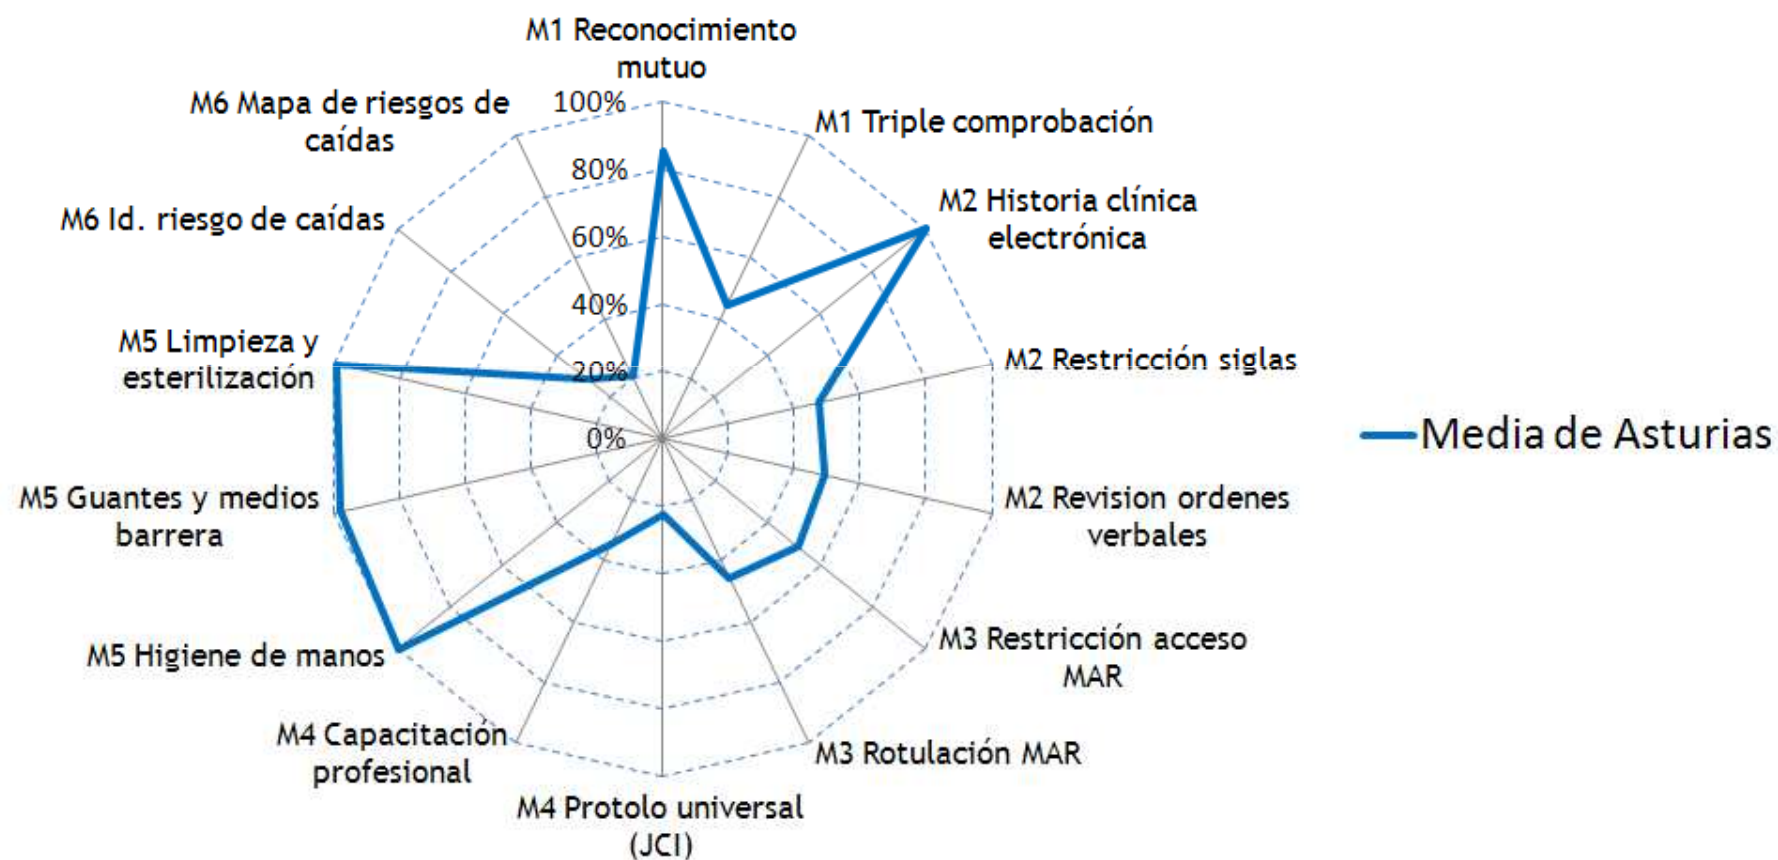 M1 Reconocimiento
mutuo
M1 Triple comprobación
M2 Historia clínica
electrónica
M2 Restricción siglas
M2 Revision ordenes
verbales
M3 Restricción acceso
MAR
M3 Rotulación MAR
M4 Protolo universal
(JCI)
M4 Capacitación
profesional
M5 Higiene de manos
M5 Guantes y medios
barrera
M5 Limpieza y
esterilización
M6 Id. riesgo de caídas
M6 Mapa de riesgos de
caídas
100%
80%
60%
40%
20%
0%
Media de Asturias